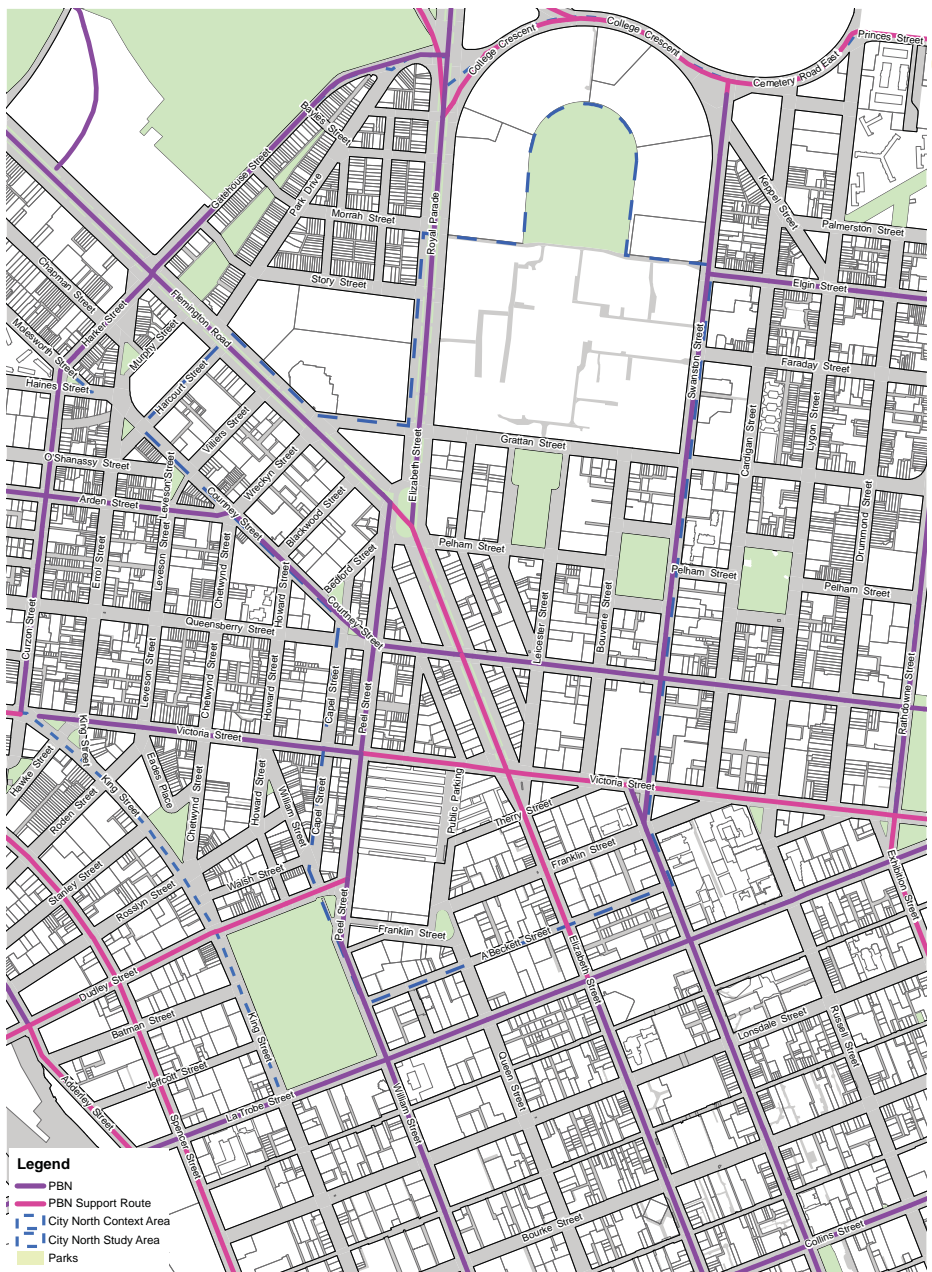 College Crescent
College Crescent
Princes Street
Cemetery Road East
Bayles Street
Gatehouse Street
Park Drive
Keppel Street
Morrah Street
Royal Parade
Palmerston Street
Chapman Street
Story Street
Elgin Street
Flemington Road
Harker Street
Molesworth Street
Murphy Street
Swanston Street
Faraday Street
Haines Street
Harcourt Street
Villiers Street
Cardigan Street
Lygon Street
Grattan Street
O'Shanassy Street
Wreckyn Street
Elizabeth Street
Leveson Street
Arden Street
Courtney Street
Blackwood Street
Drummond Street
Pelham Street
Errol Street
Leveson Street
Chetwynd Street
Howard Street
Bedford Street
Pelham Street
Pelham Street
Courtney Street
Queensberry Street
Leicester Street
Bouverie Street
Curzon Street
Leveson Street
Chetwynd Street
Howard Street
Capel Street
Peel Street
Rathdowne Street
King Street
Victoria Street
Hawke Street
Eades Place
King Street
Roden Street
Chetwynd Street
Howard Street
William Street
Capel Street
Public Parking
Victoria Street
Therry Street
Franklin Street
Stanley Street
Walsh Street
Exhibition Street
Rosslyn Street
Peel Street
Franklin Street
A'Beckett Street
Elizabeth Street
Dudley Street
Batman Street
King Street
Lonsdale Street
Russell Street
Adderley Street
Jeffcott Street
Queen Street
La Trobe Street
William Street
Spencer Street
Bourke Street
Collins Street
Legend
PBN
PBN Support Route
City North Context Area
City North Study Area
Parks